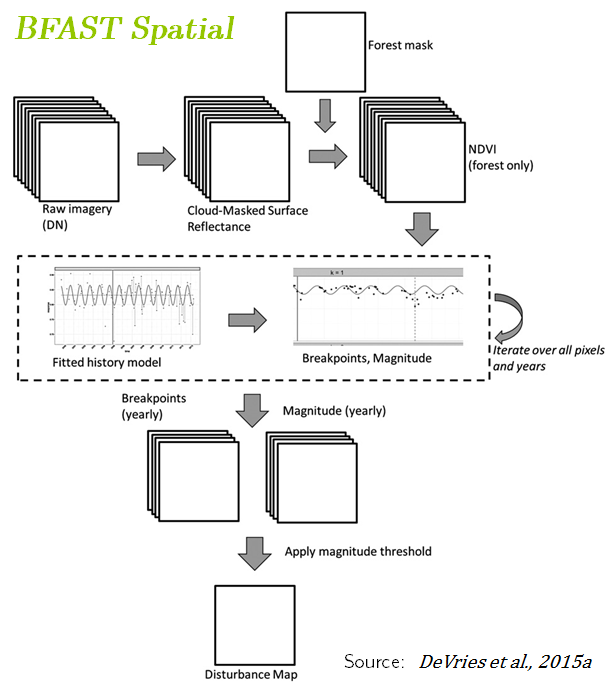 BFAST Spatial
Forest mask
Raw imagery
(DN)
Cloud-Masked Surface
Reflectance
NDVI
(forest only)
k = 1
Fitted history model
Breakpoints, Magnitude
Iterate over all pixels
and years
Breakpoints
(yearly)
Magnitude (yearly)
Apply magnitude threshold
Disturbance Map
Source: DeVries et al., 2015a